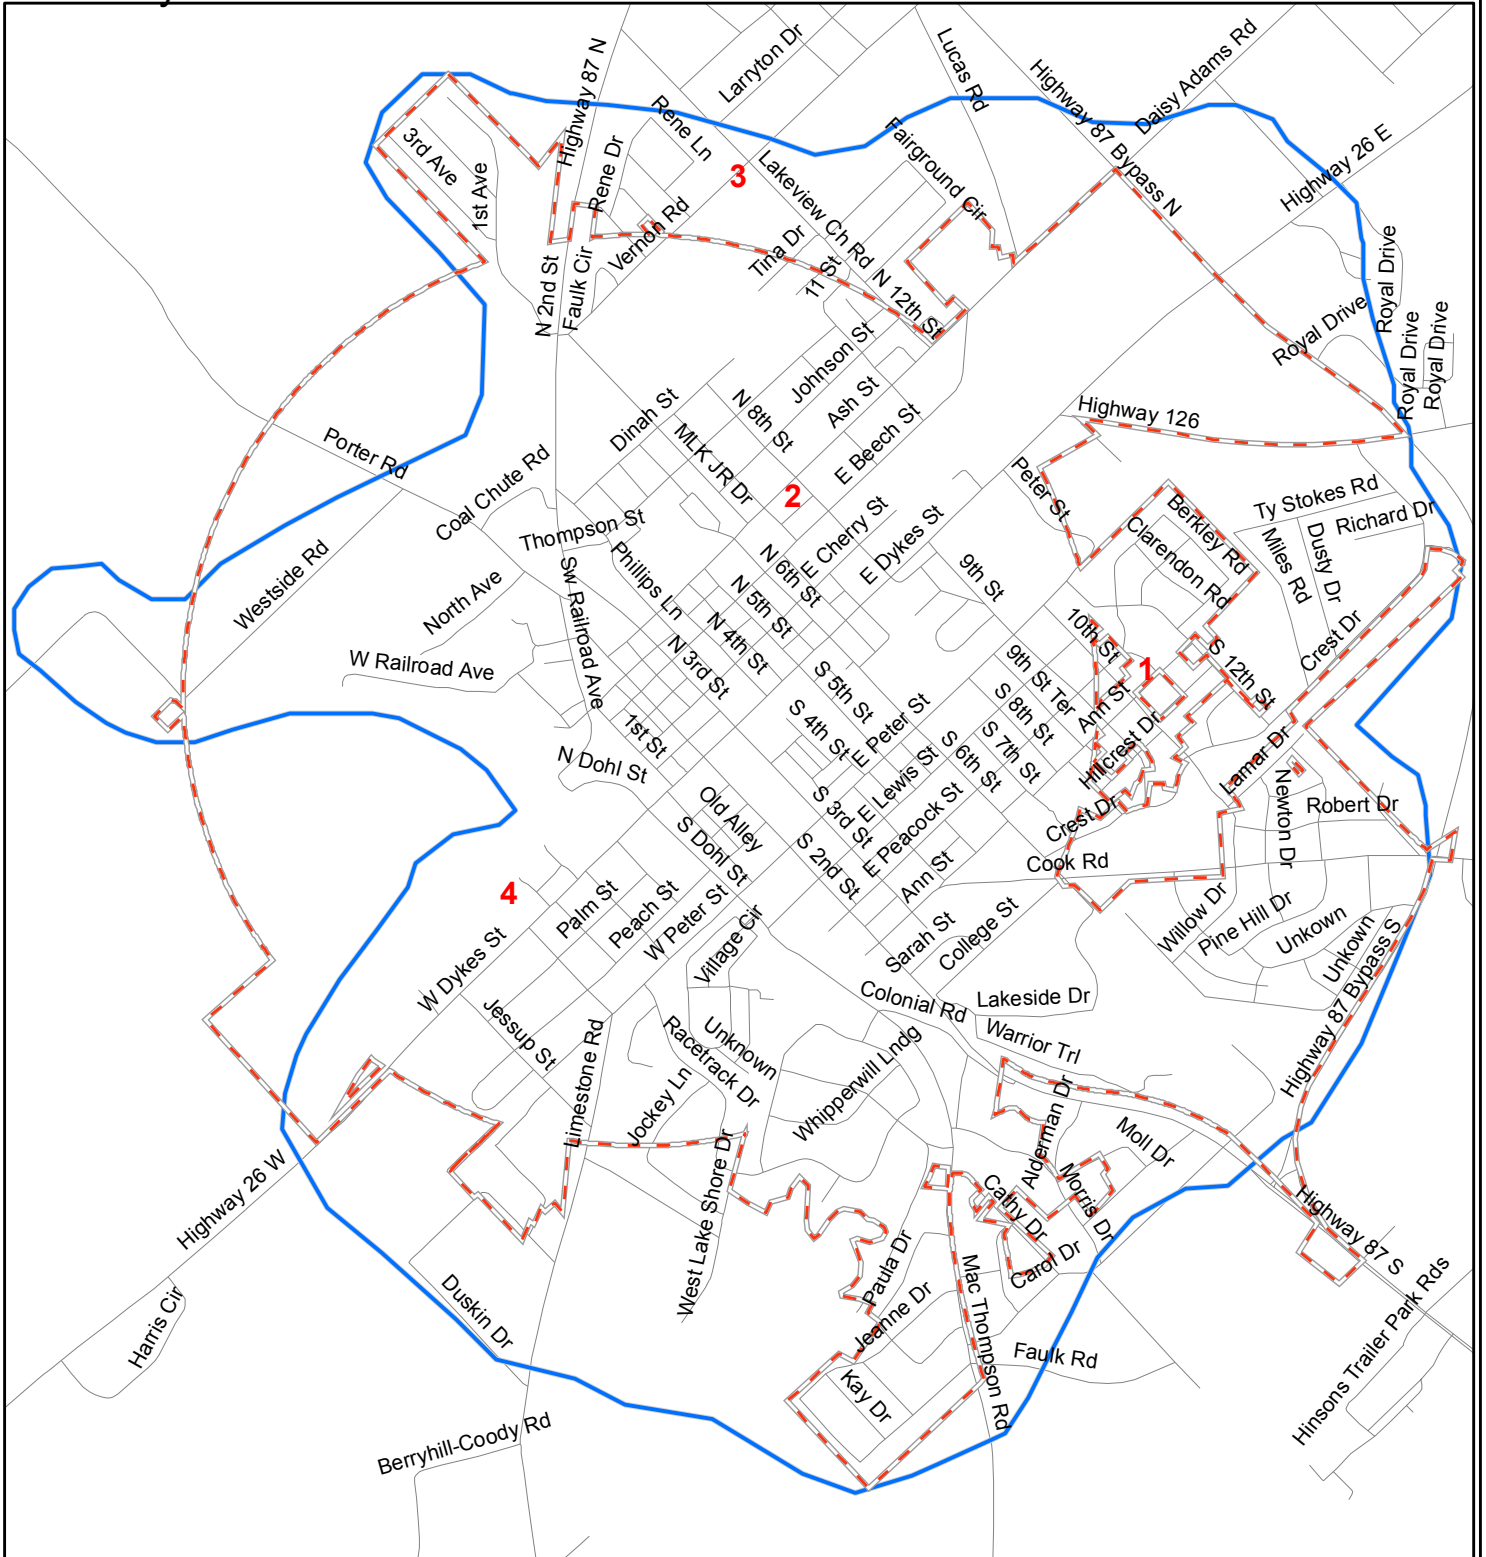 Larryton Dr
Lucas Rd
Highway 87 N
Highway 87 Bypass N
Daisy Adams Rd
Rene Ln
3rd Ave
1st Ave
Rene Dr
3
Lakeview Ch Rd
Fairground Cir
Highway 26 E
Vernon Rd
Tina Dr
11 St
N 12th St
N 2nd St
Faulk Cir
Royal Drive
Royal Drive
Royal Drive
Royal Drive
Johnson St
Ash St
Dinah St
N 8th St
MLK JR Dr
E Beech St
Highway 126
Porter Rd
Coal Chute Rd
2
Peter St
Ty Stokes Rd
Richard Dr
Berkley Rd
Clarendon Rd
Miles Rd
Dusty Dr
Thompson St
E Cherry St
E Dykes St
Westside Rd
North Ave
Sw Railroad Ave
Phillips Ln
N 6th St
N 5th St
N 4th St
N 3rd St
9th St
10th St
W Railroad Ave
1
S 12th St
Crest Dr
9th St Ter
Ann St
S 5th St
S 4th St
E Peter St
S 8th St
S 7th St
S 6th St
Hillcrest Dr
1st St
N Dohl St
E Lewis St
Lamar Dr
Newton Dr
Robert Dr
Old Alley
S Dohl St
S 3rd St
S 2nd St
E Peacock St
Crest Dr
Cook Rd
Ann St
4
Palm St
Peach St
W Peter St
Village Cir
Sarah St
College St
Willow Dr
Pine Hill Dr
Unknown
Unknown
W Dykes St
Jessup St
Colonial Rd
Lakeside Dr
Warrior Trl
Highway 87 Bypass S
Limestone Rd
Racetrack Dr
Unknown
Jockey Ln
Whipperwill Lndg
Alderman Dr
Moll Dr
Morris Dr
Cathy Dr
Carol Dr
Highway 26 W
West Lake Shore Dr
Paula Dr
Jeanne Dr
Mac Thompson Rd
Highway 87 S
Harris Cir
Duskin Dr
Kay Dr
Faulk Rd
Hinsons Trailer Park Rds
Berryhill-Coody Rd